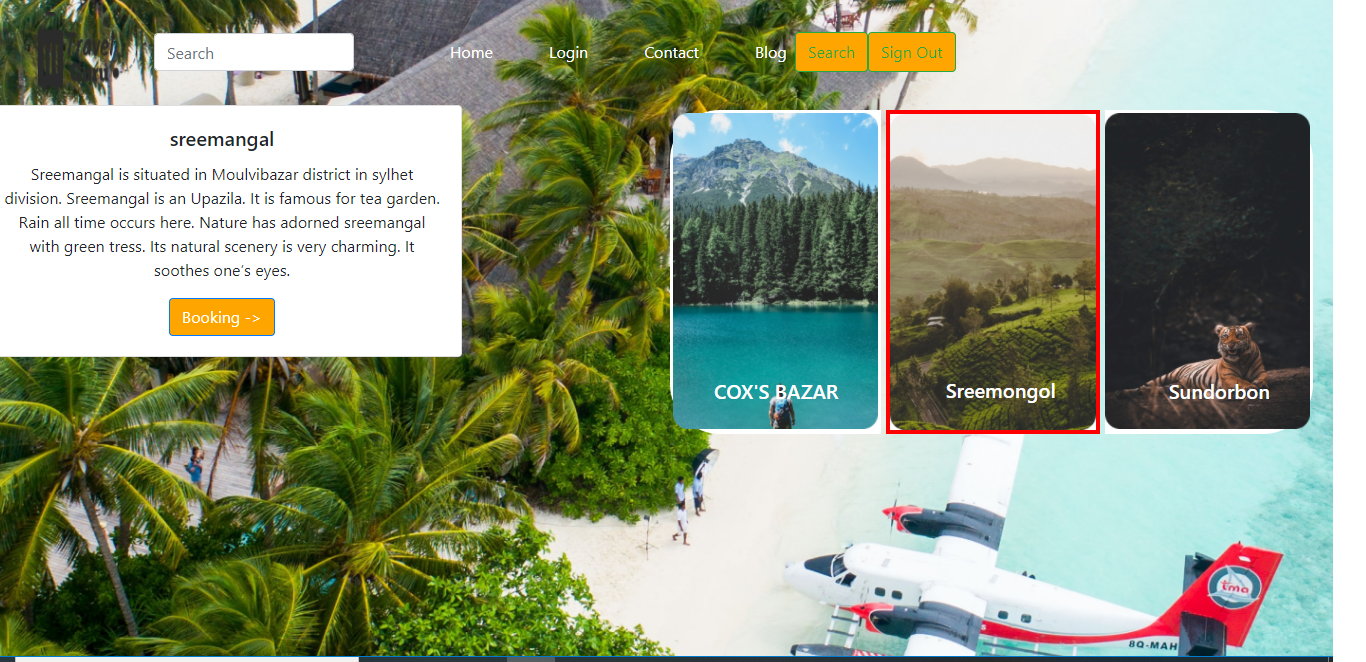 Search
Home
Login
Contact
Blog
Search
Sign Out
sreemangal
Sreemangal is situated in Moulvibazar district in sylhet
division. Sreemangal is an Upazila. It is famous for tea garden.
Rain all time occurs here. Nature has adorned sreemangal
with green tress. Its natural scenery is very charming. It
soothes one's eyes.
Booking ->
COX'S BAZAR
Sreemongol
Sundorbon
tma
8Q-MAH